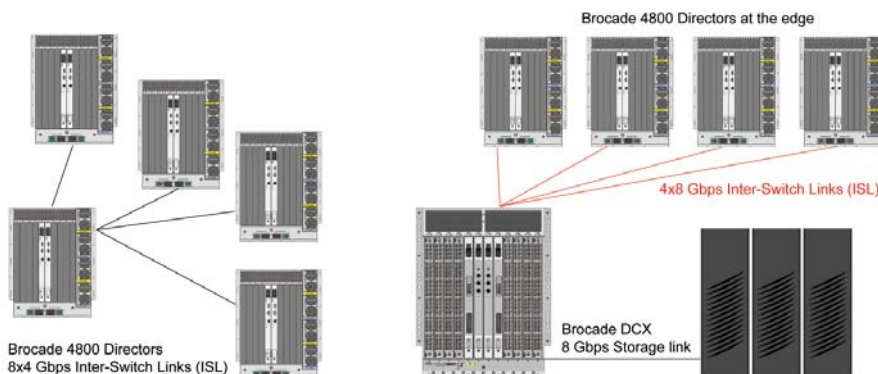 Brocade 4800 Directors at the edge
4x8 Gbps Inter-Switch Links (ISL)
Brocade 4800 Directors
8x4 Gbps Inter-Switch Links (ISL)
Brocade DCX
8 Gbps Storage link